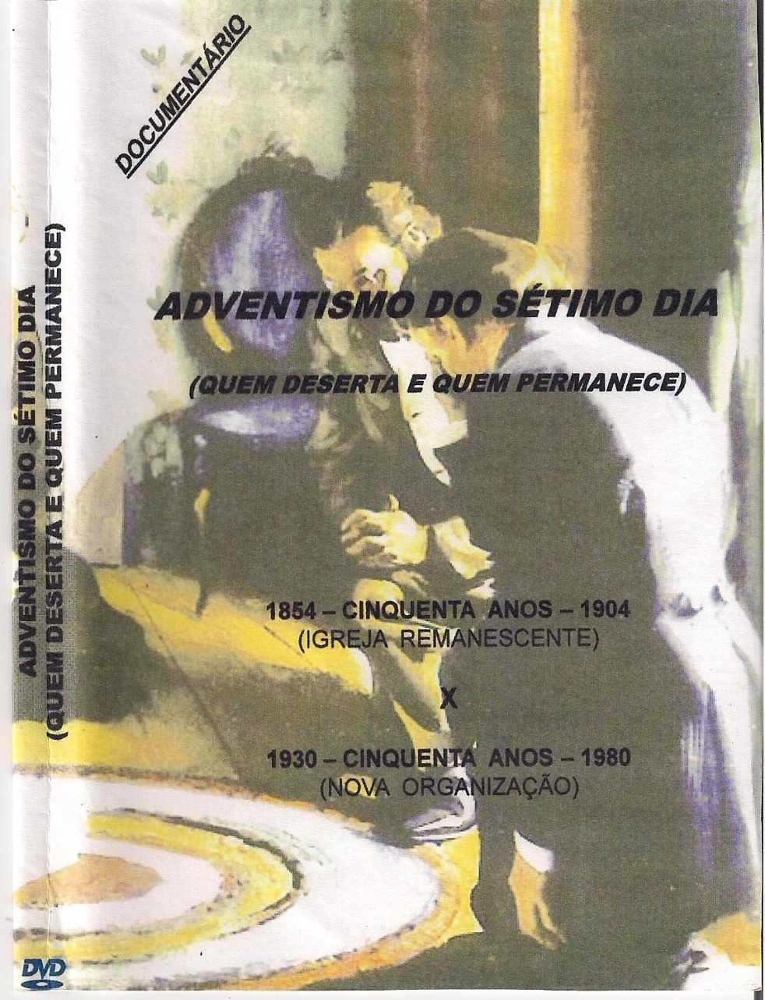 DOCUMENTÁRIO
ADVENTISMO DO SÉTIMO DIA
(QUEM DESERTA E QUEM PERMANECE)
1854 – CINQUENTA ANOS – 1904
(IGREJA REMANESCENTE)
X
1930 – CINQUENTA ANOS – 1980
(NOVA ORGANIZAÇÃO)
ADVENTISMO DO SÉTIMO DIA
(QUEM DESERTA E QUEM PERMANECE)
DVD